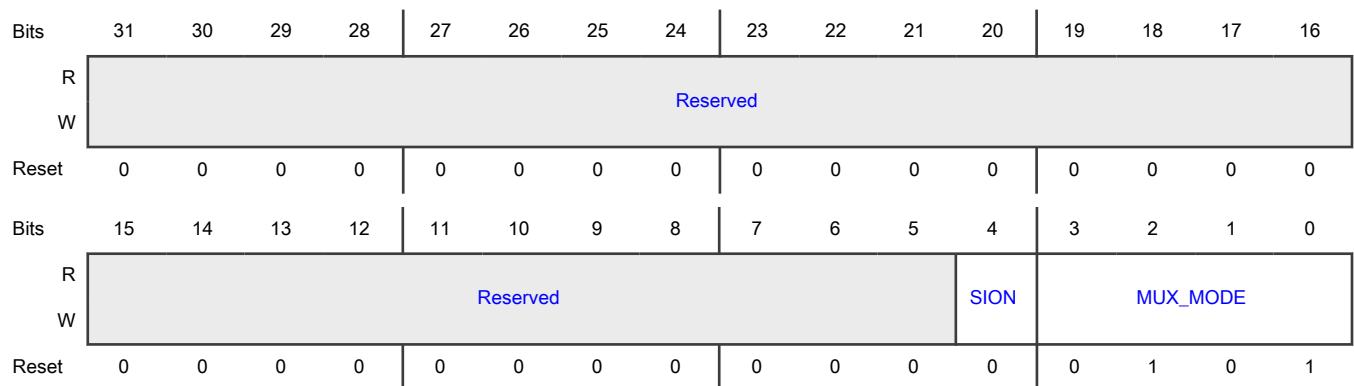 Bits 31 30 29 28 27 26 25 24 23 22 21 20 19 18 17 16
R
Reserved
W
Reset 0 0 0 0 0 0 0 0 0 0 0 0 0 0 0 0
Bits 15 14 13 12 11 10 9 8 7 6 5 4 3 2 1 0
R
Reserved SION MUX_MODE
W
Reset 0 0 0 0 0 0 0 0 0 0 0 0 0 1 0 1